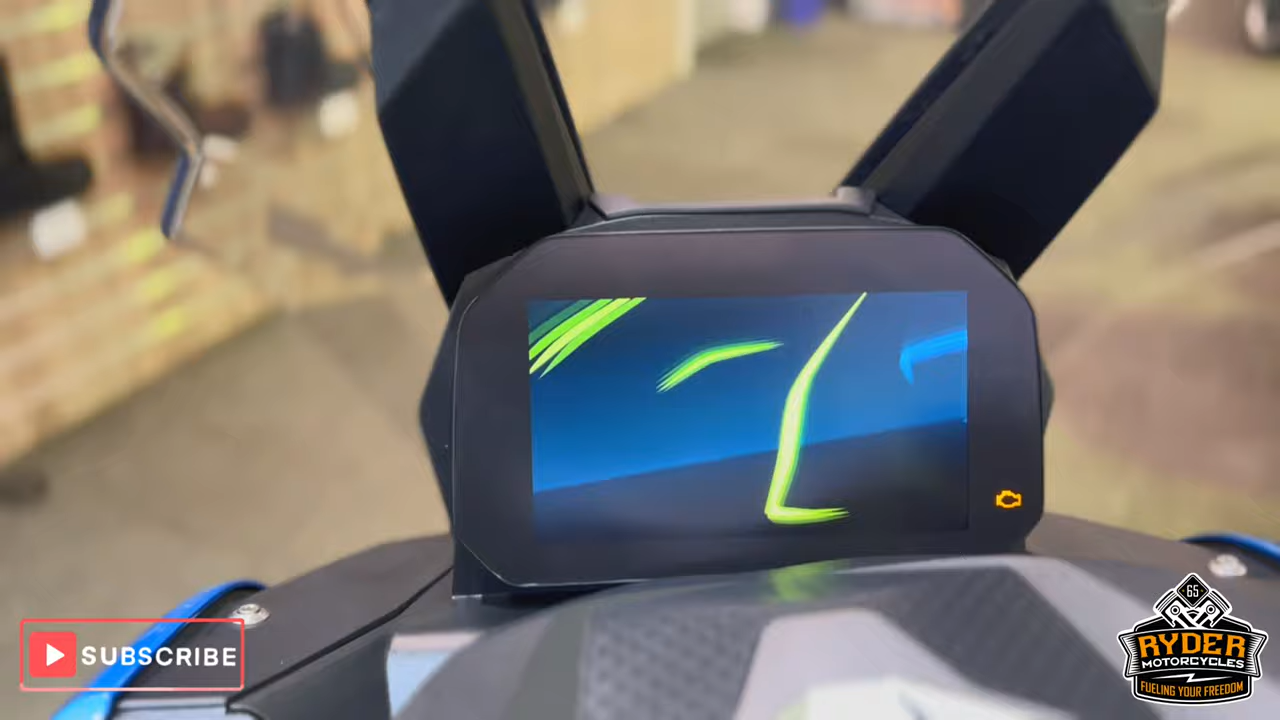 SUBSCRIBE
65
RYDER
MOTORCYCLES
FUELING YOUR FREEDOM